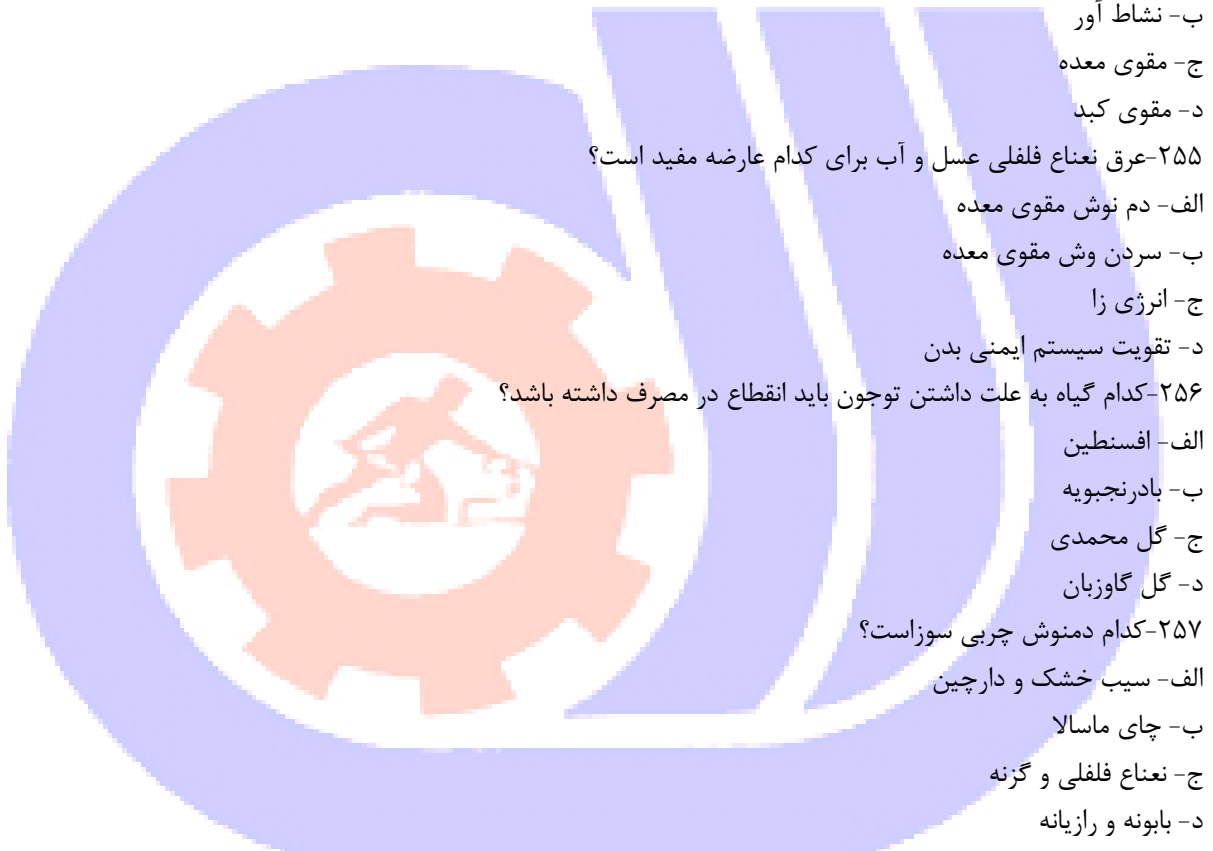 ب- نشاط آور
ج- مقوی معده
د- مقوی کبد
۲۵۵-عرق نعناع فلفلی عسل و آب برای کدام عارضه مفید است؟
الف- دم نوش مقوی معده
ب- سردن وش مقوی معده
ج- انرژی زا
د- تقویت سیستم ایمنی بدن
۲۵۶-کدام گیاه به علت داشتن توجون باید انقطاع در مصرف داشته باشد؟
الف- افسنطین
ب- بادرنجبویه
ج- گل محمدی
د- گل گاوزبان
۲۵۷-کدام دمنوش چربی سوزاست؟
الف- سیب خشک و دارچین
ب- چای ماسالا
ج- نعناع فلفلی و گزنه
د- بابونه و رازیانه